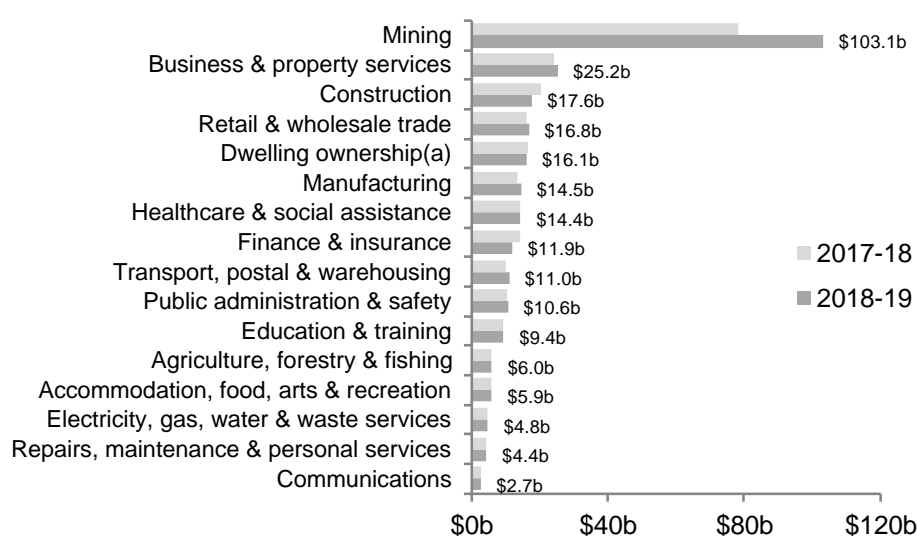 Mining $103.1b
Business & property services $25.2b
Construction $17.6b
Retail & wholesale trade $16.8b
Dwelling ownership(a) $16.1b
Manufacturing $14.5b
Healthcare & social assistance $14.4b
Finance & insurance $11.9b
Transport, postal & warehousing $11.0b
Public administration & safety $10.6b
Education & training $9.4b
Agriculture, forestry & fishing $6.0b
Accommodation, food, arts & recreation $5.9b
Electricity, gas, water & waste services $4.8b
Repairs, maintenance & personal services $4.4b
Communications $2.7b
2017-18
2018-19
$0b $40b $80b $120b